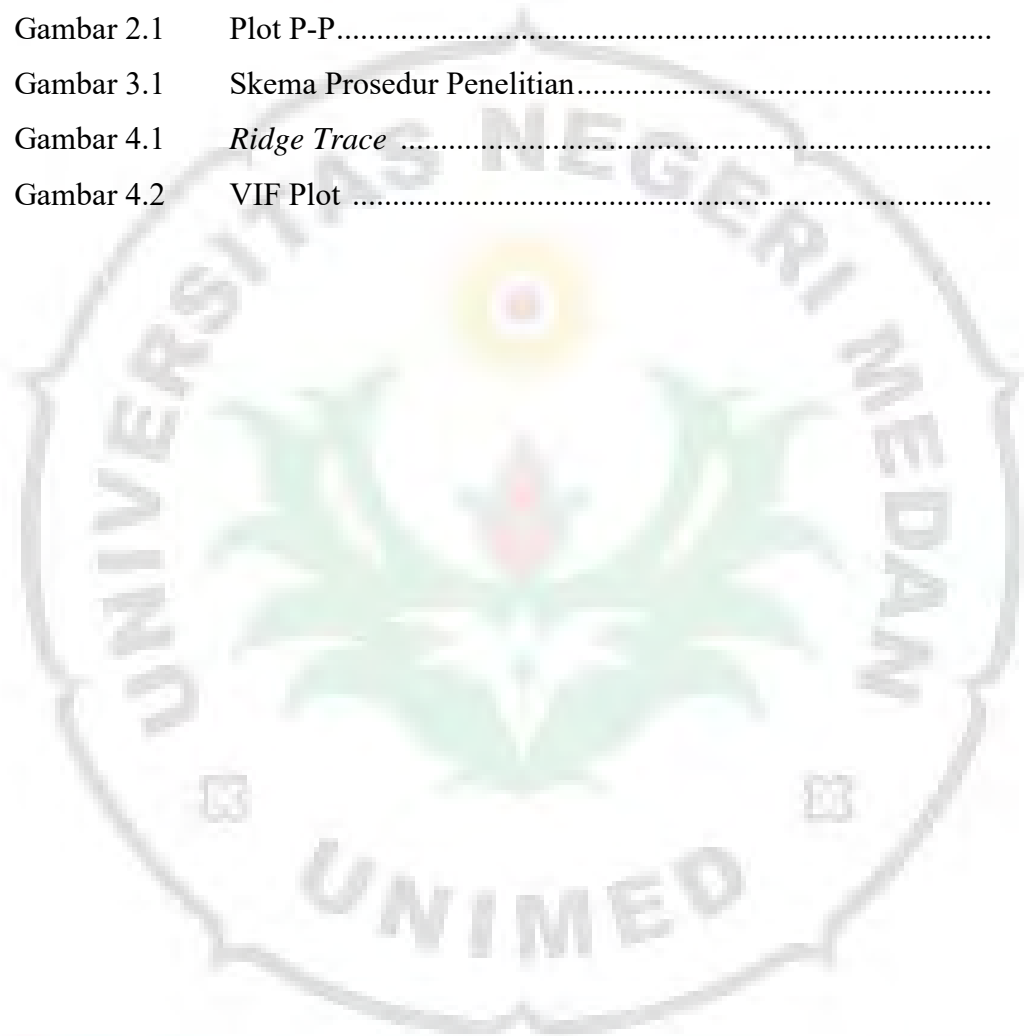 Gambar 2.1 Plot P-P..................................................................................
Gambar 3.1 Skema Prosedur Penelitian....................................................
Gambar 4.1 Ridge Trace ..........................................................................
Gambar 4.2 VIF Plot ................................................................................
UNIVERSITAS NEGERI MEDAN
UNIMED